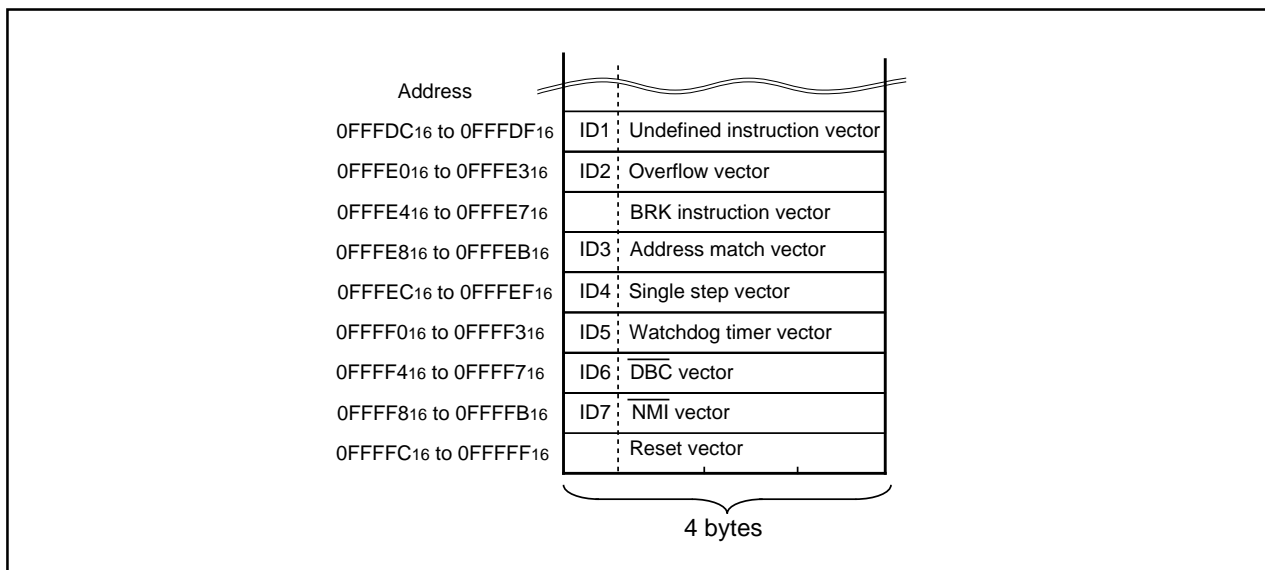 Address
0FFFDC16 to 0FFFDF16 ID1 Undefined instruction vector
0FFFE016 to 0FFFE316 ID2 Overflow vector
0FFFE416 to 0FFFE716 BRK instruction vector
0FFFE816 to 0FFFEB16 ID3 Address match vector
0FFFEC16 to 0FFFEF16 ID4 Single step vector
0FFFF016 to 0FFFF316 ID5 Watchdog timer vector
0FFFF416 to 0FFFF716 ID6 D̅B̅C̅ vector
0FFFF816 to 0FFFFB16 ID7 N̅M̅I̅ vector
0FFFFC16 to 0FFFFF16 Reset vector
4 bytes